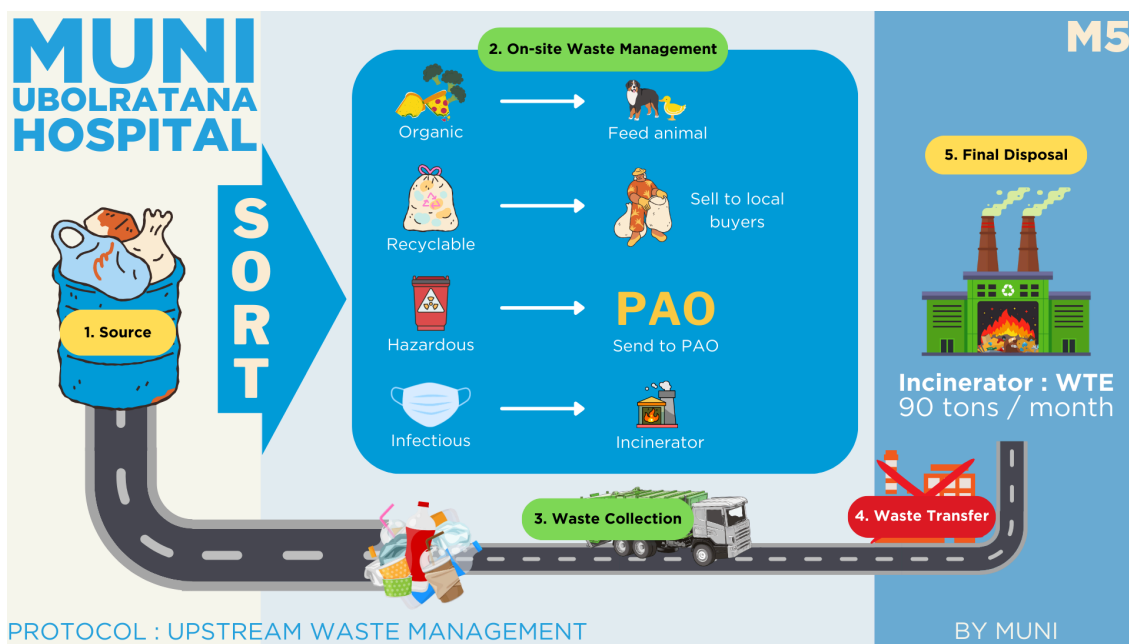 MUNI
UBOLRATANA
HOSPITAL
M5
SORT
1. Source
2. On-site Waste Management
Organic
Feed animal
Recyclable
Sell to local
buyers
Hazardous
PAO
Send to PAO
Infectious
Incinerator
3. Waste Collection
4. Waste Transfer
5. Final Disposal
Incinerator : WTE
90 tons / month
PROTOCOL : UPSTREAM WASTE MANAGEMENT
BY MUNI